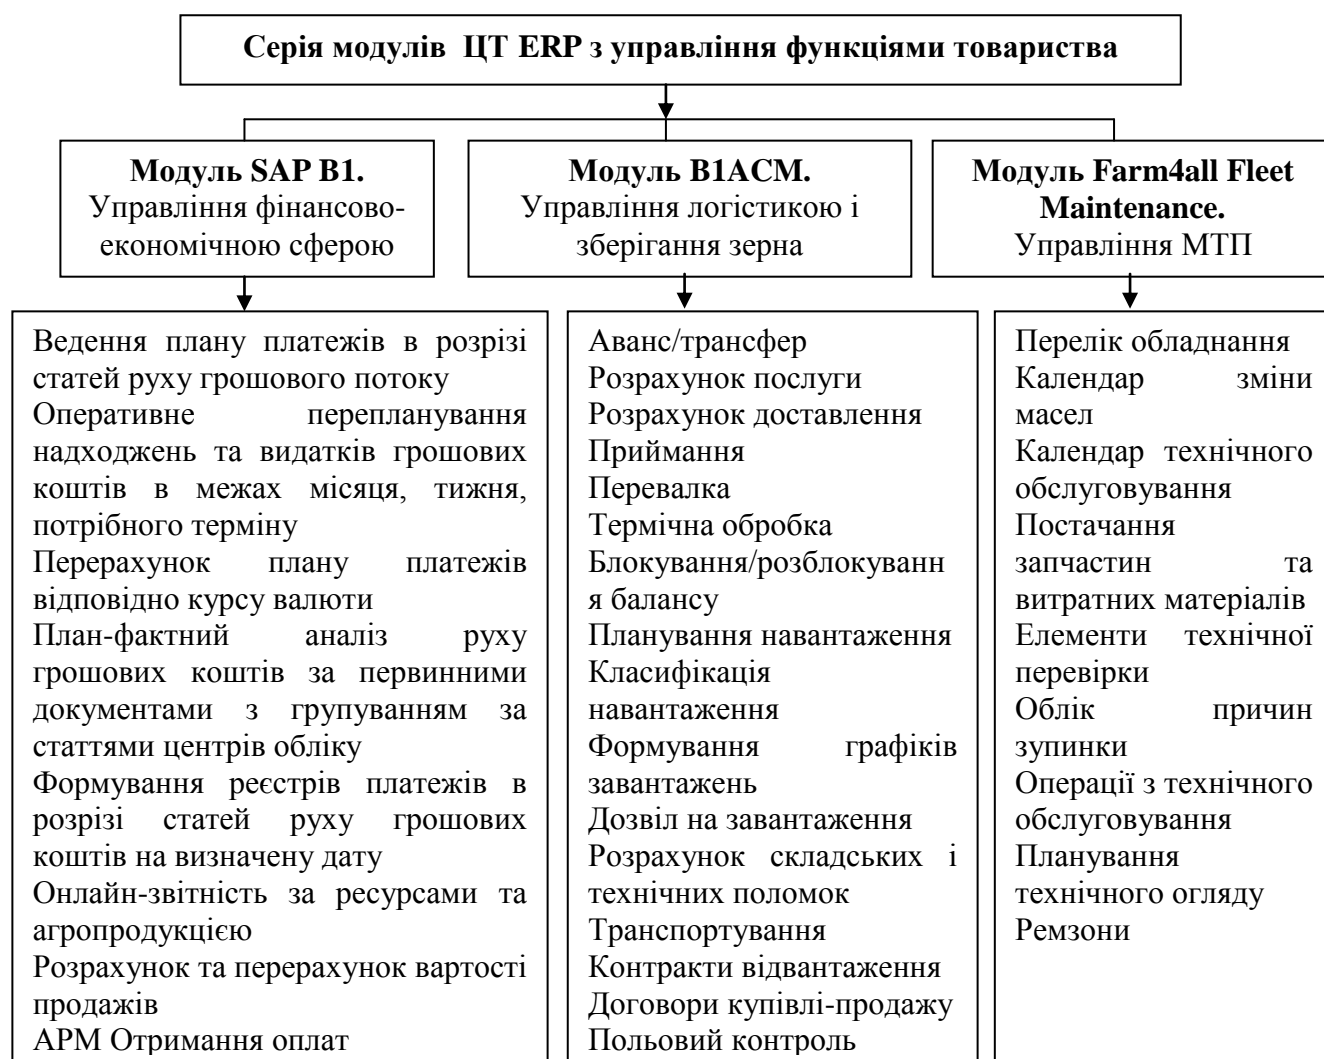 Серія модулів ЦТ ERP з управління функціями товариства
Модуль SAP B1.
Управління фінансово-
економічною сферою
Модуль B1ACM.
Управління логістикою і
зберігання зерна
Модуль Farm4all Fleet
Maintenance.
Управління МТП
Ведення плану платежів в розрізі
статей руху грошового потоку
Оперативне перепланування
надходжень та видатків грошових
коштів в межах місяця, тижня,
потрібного терміну
Перерахунок плану платежів
відповідно курсу валюти
План-фактний аналіз руху
грошових коштів за первинними
документами з групуванням за
статтями центрів обліку
Формування реєстрів платежів в
розрізі статей руху грошових
коштів на визначену дату
Онлайн-звітність за ресурсами та
агропродукцією
Розрахунок та перерахунок вартості
продажів
АРМ Отримання оплат
Аванс/трансфер
Розрахунок послуги
Розрахунок доставлення
Приймання
Перевалка
Термічна обробка
Блокування/розблокуванн
я балансу
Планування навантаження
Класифікація
навантаження
Формування графіків
завантажень
Дозвіл на завантаження
Розрахунок складських і
технічних поломок
Транспортування
Контракти відвантаження
Договори купівлі-продажу
Польовий контроль
Перелік обладнання
Календар зміни
масел
Календар технічного
обслуговування
Постачання
запчастин та
витратних матеріалів
Елементи технічної
перевірки
Облік причин
зупинки
Операції з технічного
обслуговування
Планування
технічного огляду
Ремзони